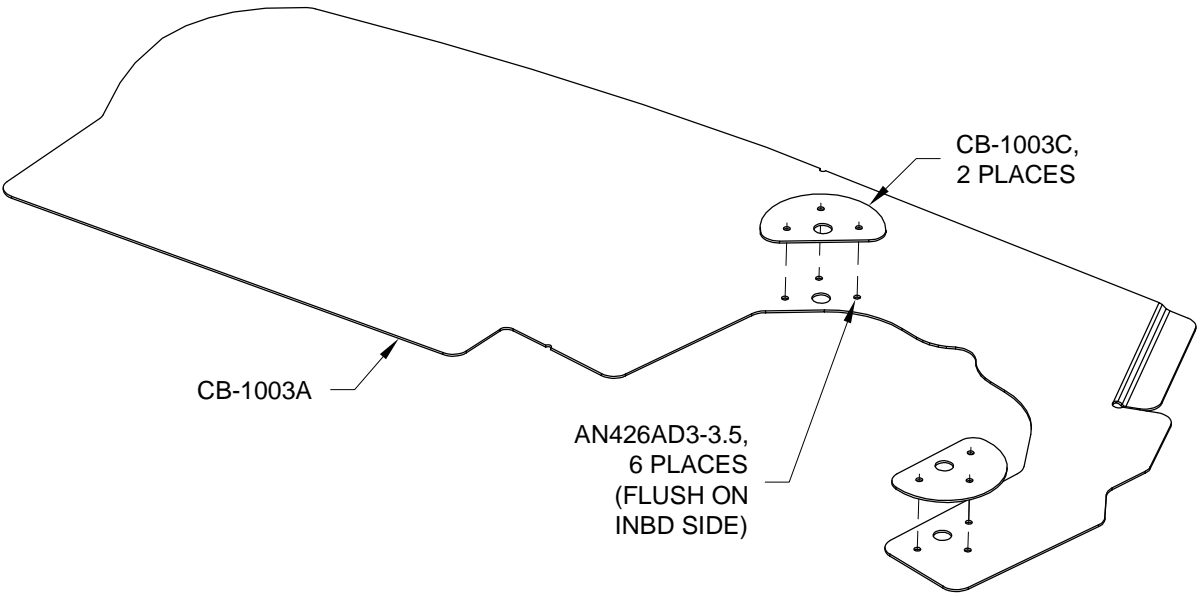 CB-1003C,
2 PLACES
CB-1003A
AN426AD3-3.5,
6 PLACES
(FLUSH ON
INBD SIDE)